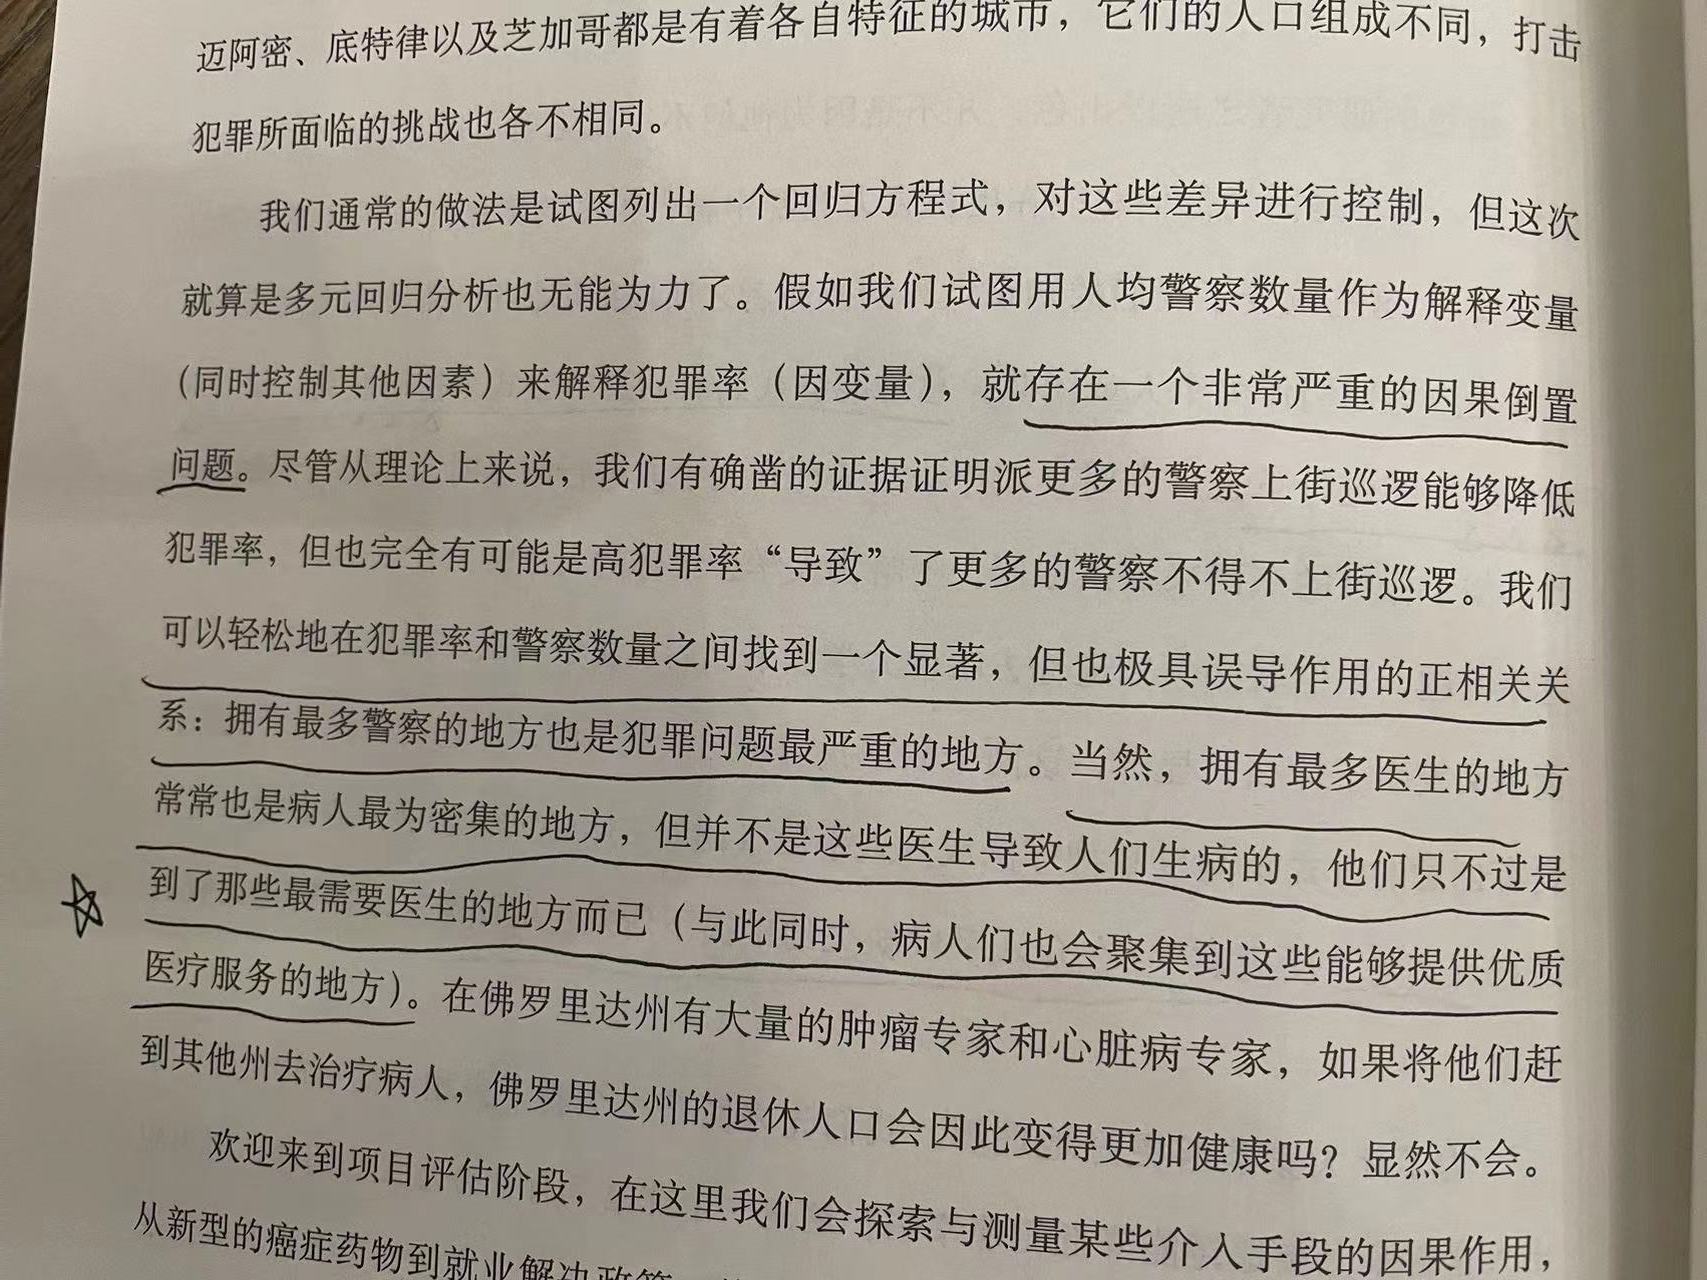 迈阿密、底特律以及芝加哥都是有着各自特征的城市，它们的人口组成不同，打击
犯罪所面临的挑战也各不相同。
我们通常的做法是试图列出一个回归方程式，对这些差异进行控制，但这次
就算是多元回归分析也无能为力了。假如我们试图用人均警察数量作为解释变量
（同时控制其他因素）来解释犯罪率（因变量），就存在一个非常严重的因果倒置
问题。尽管从理论上来说，我们有确凿的证据证明派更多的警察上街巡逻能够降低
犯罪率，但也完全有可能是高犯罪率“导致”了更多的警察不得不上街巡逻。我们
可以轻松地在犯罪率和警察数量之间找到一个显著，但也极具误导作用的正相关关
系：拥有最多警察的地方也是犯罪问题最严重的地方。当然，拥有最多医生的地方
常常也是病人最为密集的地方，但并不是这些医生导致人们生病的，他们只不过是
到了那些最需要医生的地方而已（与此同时，病人们也会聚集到这些能够提供优质
医疗服务的地方）。在佛罗里达州有大量的肿瘤专家和心脏病专家，如果将他们赶
到其他州去治疗病人，佛罗里达州的退休人口会因此变得更加健康吗？显然不会。
欢迎来到项目评估阶段，在这里我们会探索与测量某些介入手段的因果作用，
从新型的癌症药物到就业解决政策